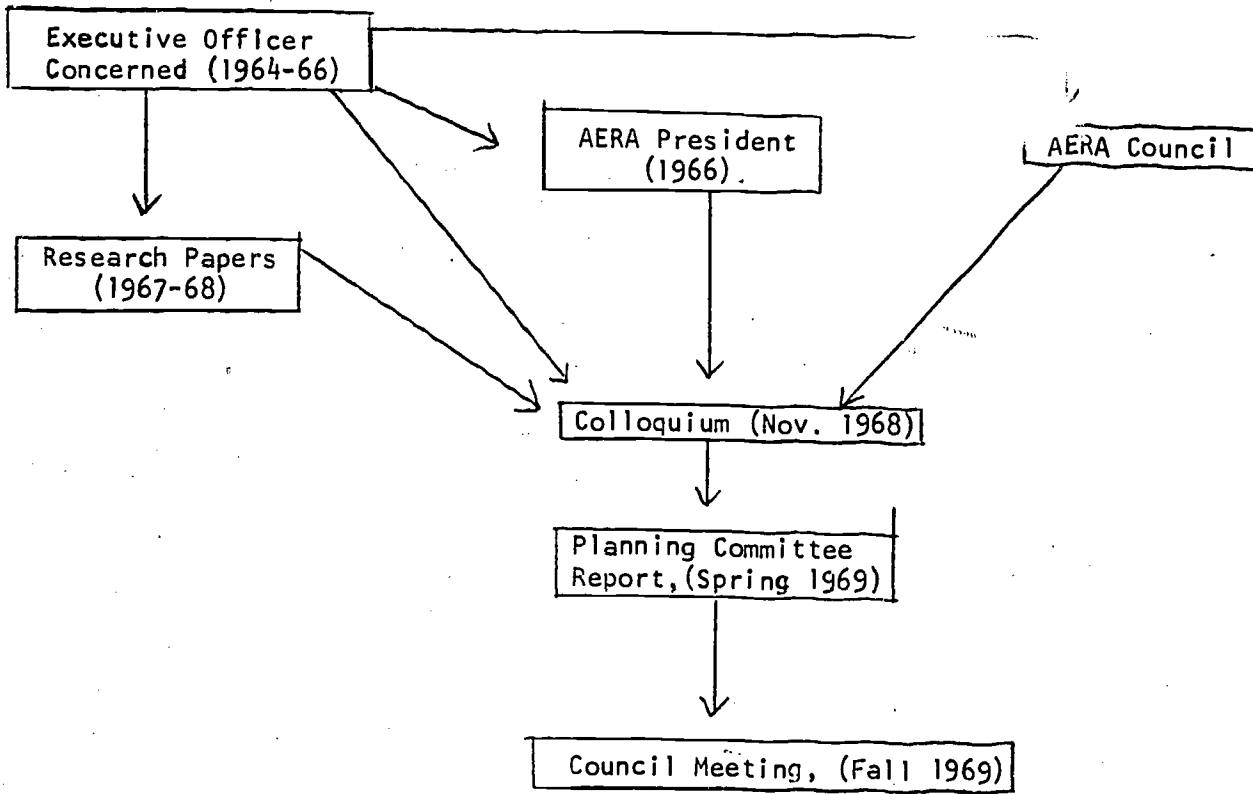 Executive Officer
Concerned (1964-66)
AERA President
(1966)
AERA Council
Research Papers
(1967-68)
Colloquium (Nov. 1968)
Planning Committee
Report, (Spring 1969)
Council Meeting, (Fall 1969)